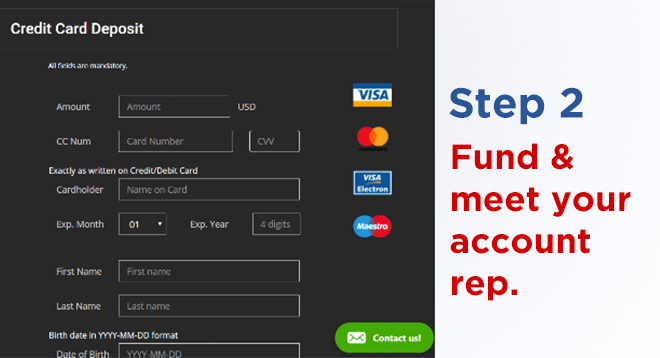 Credit Card Deposit
All fields are mandatory.
Amount Amount USD
CC Num Card Number CVV
Exactly as written on Credit/Debit Card
Cardholder Name on Card
Exp. Month 01 Exp. Year 4 digits
First Name First name
Last Name Last name
Birth date in YYYY-MM-DD format
Date of Birth YYYY-MM-DD
VISA
VISA
Electron
Maestro
Contact us!
Step 2
Fund &
meet your
account
rep.